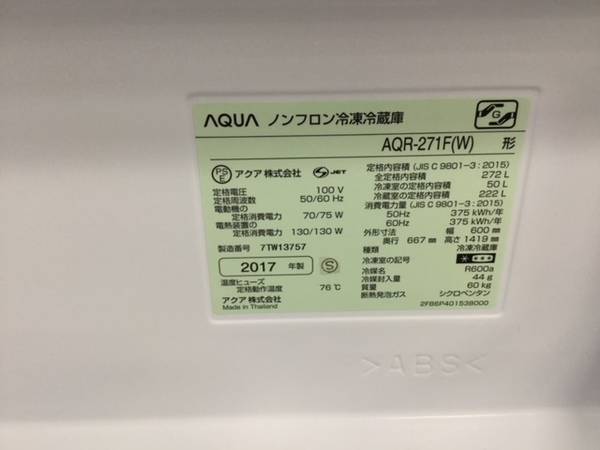 AQUA ノンフロン冷凍冷蔵庫
G
AQR-271F(W) 形
PS E アクア株式会社 S JET
定格電圧 100 V
定格周波数 50/60 Hz
電動機の
定格消費電力 70/75 W
電熱装置の
定格消費電力 130/130 W
製造番号 7TW13757
2017 年製 S
温度ヒューズ
定格動作温度 76 ℃
アクア株式会社
Made in Thailand
定格内容積 (JIS C 9801-3 : 2015)
全定格内容積 272 L
冷凍室の定格内容積 50 L
冷蔵室の定格内容積 222 L
消費電力量 (JIS C 9801-3 : 2015)
50Hz 375 kWh/年
60Hz 375 kWh/年
外形寸法 幅 600 mm
奥行 667 mm 高さ 1419 mm
種類 冷凍冷蔵庫
冷凍室の記号
冷媒名 R600a
冷媒封入量 44 g
質量 60 kg
断熱発泡ガス シクロペンタン
2FB6P401538000
>ABS<